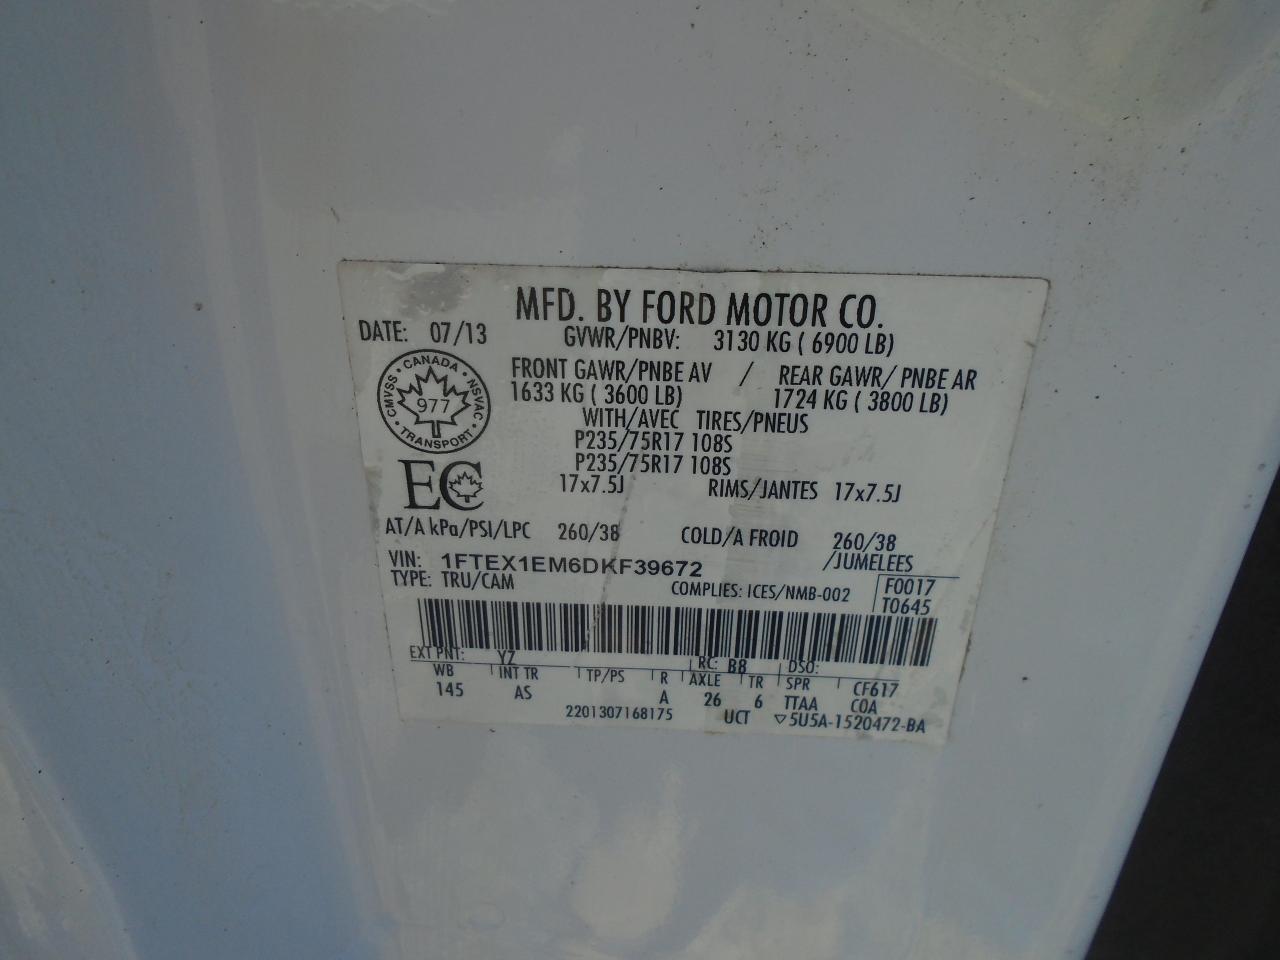 MFD. BY FORD MOTOR CO.
DATE: 07/13
GVWR/PNBV: 3130 KG ( 6900 LB)
CMVSS · CANADA · NSVAC · TRANSPORT ·
977
FRONT GAWR/PNBE AV / REAR GAWR/ PNBE AR
1633 KG ( 3600 LB) 1724 KG ( 3800 LB)
WITH/AVEC TIRES/PNEUS
P235/75R17 108S
P235/75R17 108S
EC
17x7.5J RIMS/JANTES 17x7.5J
AT/A kPa/PSI/LPC 260/38 COLD/A FROID 260/38
/JUMELEES
VIN: 1FTEX1EM6DKF39672
TYPE: TRU/CAM COMPLIES: ICES/NMB-002
F0017
T0645
EXT PNT: YZ RC: B8 DSO:
WB INT TR TP/PS R AXLE TR SPR CF617
145 AS A 26 6 TTAA COA
2201307168175 UCT ▽5U5A-1520472-BA